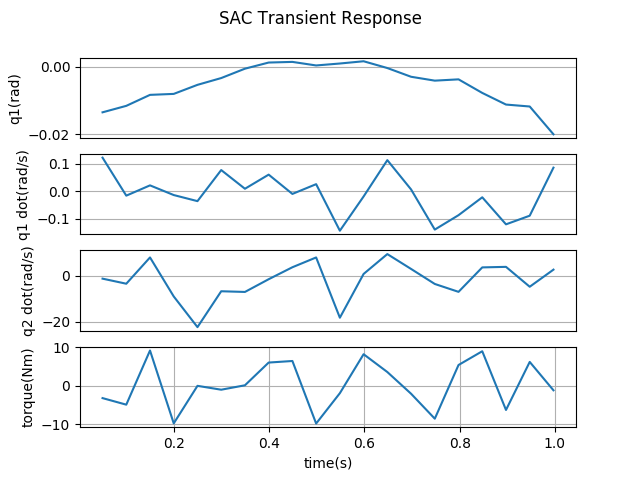 SAC Transient Response
q1(rad)
0.00
−0.02
q1 dot(rad/s)
0.1
0.0
−0.1
q2 dot(rad/s)
0
−20
torque(Nm)
10
0
−10
0.2 0.4 0.6 0.8 1.0
time(s)